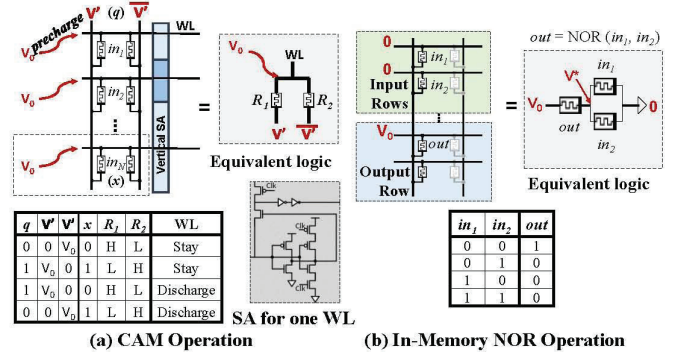 V' (q) V̅'̅
precharge
WL
V₀
in₁
V₀
in₂
...
V₀
in_N
(x)
Vertical SA
=
V₀
WL
R₁ R₂
V' V̅'̅
Equivalent logic
0
in₁
0
in₂
Input
Rows
...
V₀
out
Output
Row
=
out = NOR (in₁, in₂)
in₁
V*
V₀
0
out
in₂
Equivalent logic
q V' V' x R₁ R₂ WL
0 0 V₀ 0 H L Stay
1 V₀ 0 1 L H Stay
1 V₀ 0 0 H L Discharge
0 0 V₀ 1 L H Discharge
Clk
Clk
Clk
SA for one WL
in₁ in₂ out
0 0 1
0 1 0
1 0 0
1 1 0
(a) CAM Operation
(b) In-Memory NOR Operation